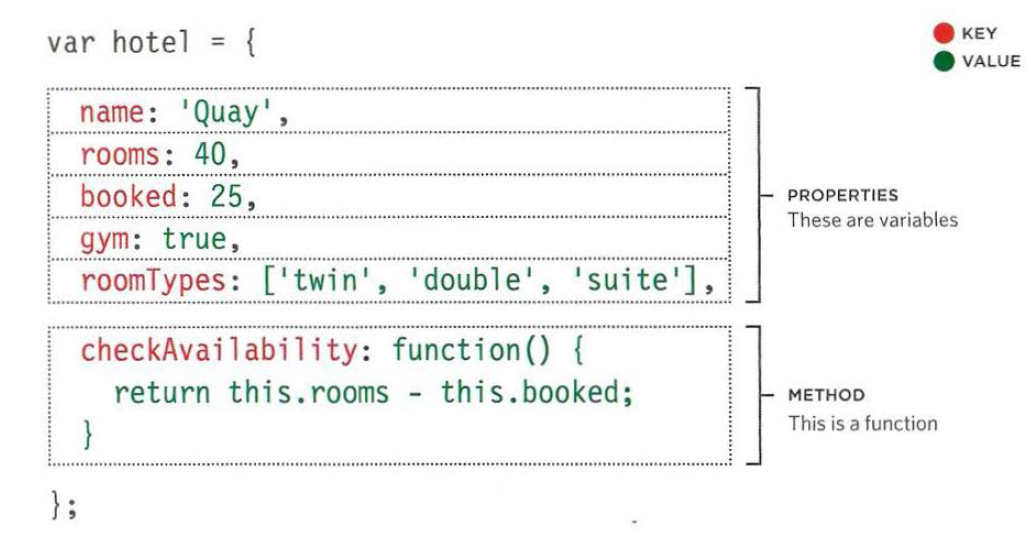 var hotel = {
KEY
VALUE
name: 'Quay',
rooms: 40,
booked: 25,
gym: true,
roomTypes: ['twin', 'double', 'suite'],
PROPERTIES
These are variables
checkAvailability: function() {
return this.rooms - this.booked;
}
METHOD
This is a function
};